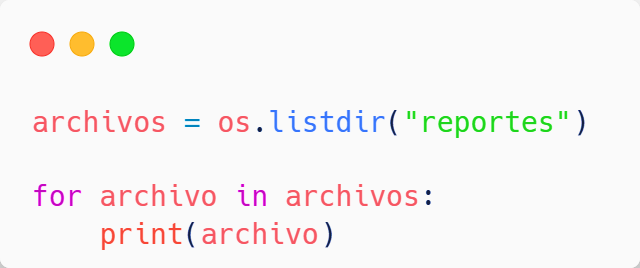 archivos = os.listdir("reportes")
for archivo in archivos:
    print(archivo)